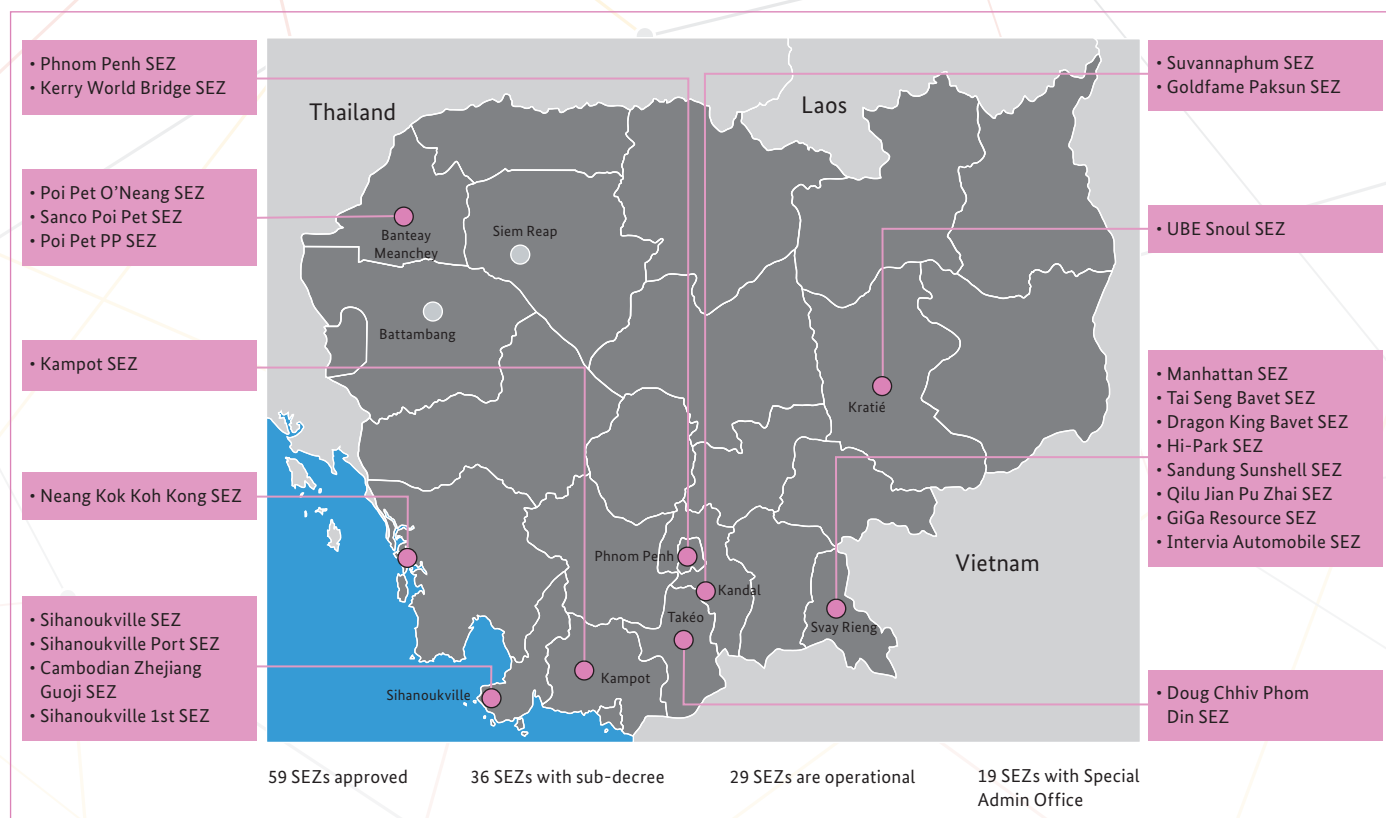 • Phnom Penh SEZ
• Kerry World Bridge SEZ
• Poi Pet O’Neang SEZ
• Sanco Poi Pet SEZ
• Poi Pet PP SEZ
• Kampot SEZ
• Neang Kok Koh Kong SEZ
• Sihanoukville SEZ
• Sihanoukville Port SEZ
• Cambodian Zhejiang
Guoji SEZ
• Sihanoukville 1st SEZ
Thailand
Laos
Banteay
Meanchey
Siem Reap
Battambang
Kratié
Phnom Penh
Kandal
Takéo
Svay Rieng
Kampot
Sihanoukville
Vietnam
• Suvannaphum SEZ
• Goldfame Paksun SEZ
• UBE Snoul SEZ
• Manhattan SEZ
• Tai Seng Bavet SEZ
• Dragon King Bavet SEZ
• Hi-Park SEZ
• Sandung Sunshell SEZ
• Qilu Jian Pu Zhai SEZ
• GiGa Resource SEZ
• Intervia Automobile SEZ
• Doug Chhiv Phom
Din SEZ
59 SEZs approved
36 SEZs with sub-decree
29 SEZs are operational
19 SEZs with Special
Admin Office